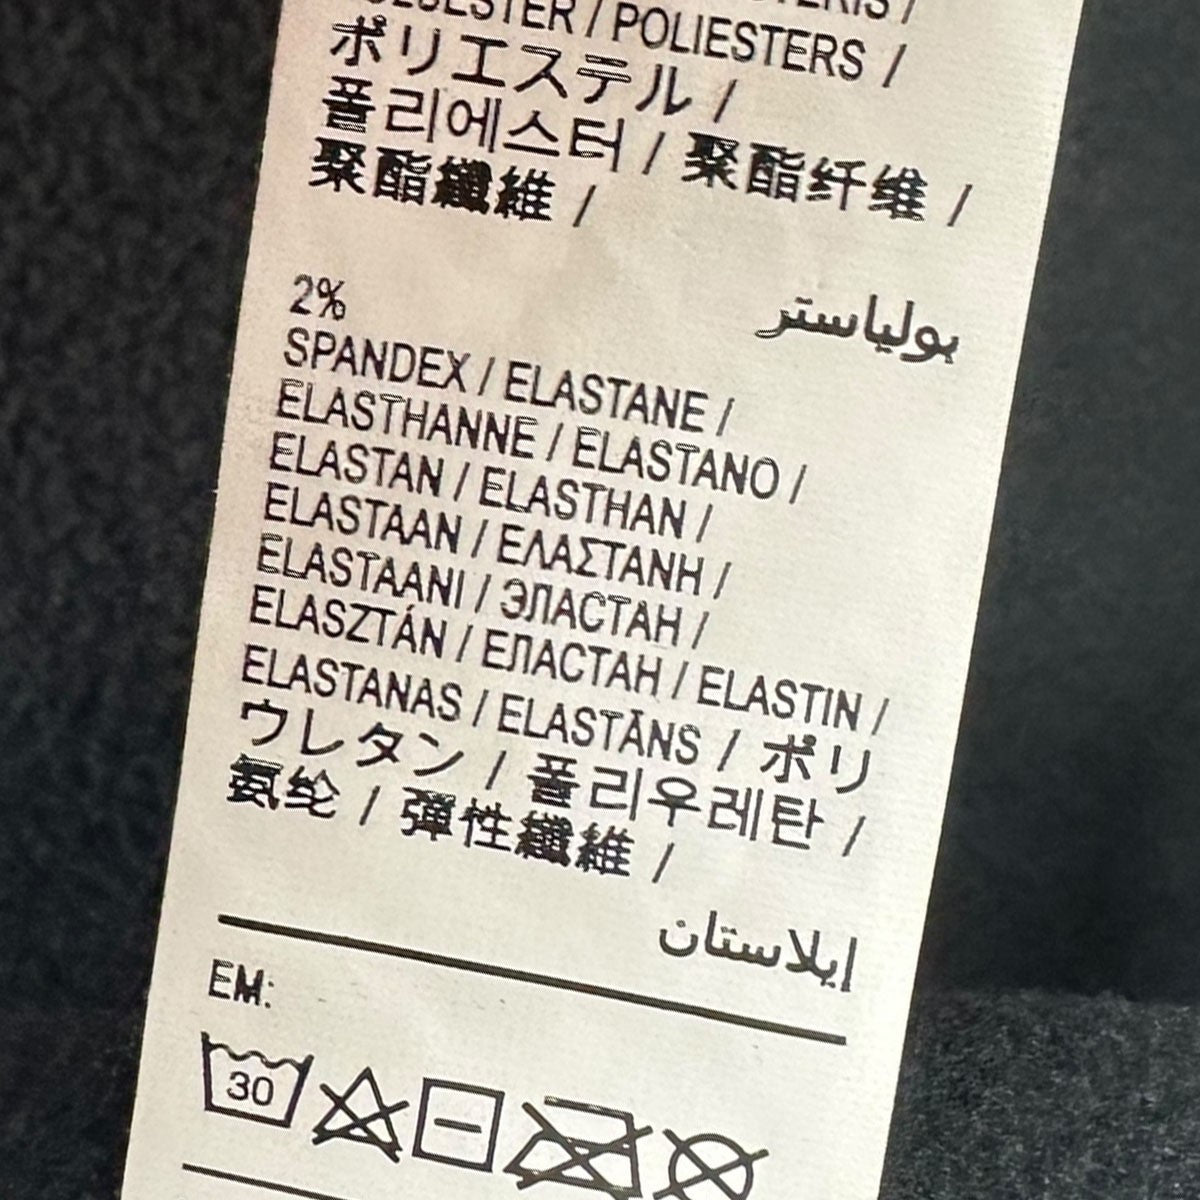 / POLIESTERS /
ポリエステル /
폴리에스터 / 聚酯纤维 /
聚酯纖維 /
بولياستر
2%
SPANDEX / ELASTANE /
ELASTHANNE / ELASTANO /
ELASTAN / ELASTHAN /
ELASTAAN / ΕΛΑΣΤΑΝΗ /
ELASTAANI / ЭЛАСТАН /
ELASZTÁN / ЕЛАСТАН / ELASTIN /
ELASTANAS / ELASTĀNS / ポリ
ウレタン / 폴리우레탄 /
氨纶 / 彈性纖維 /
إيلاستان
EM:
30